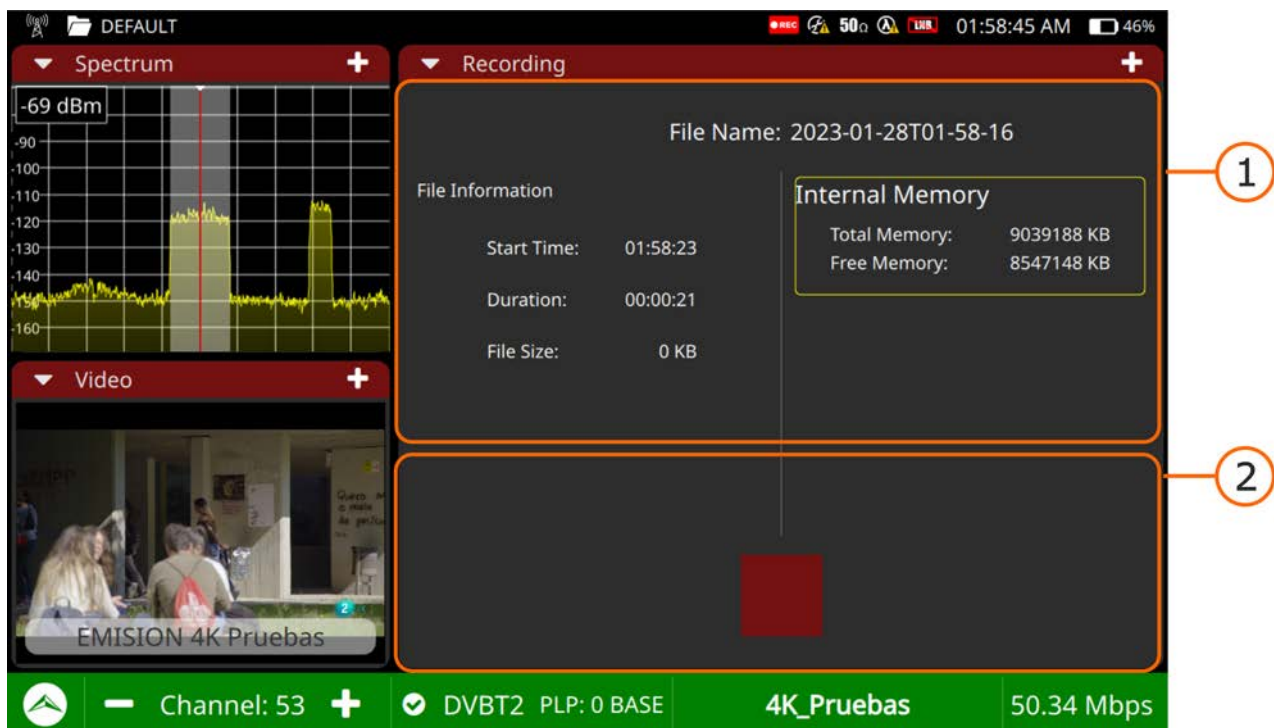 DEFAULT
REC 50Ω LNB 01:58:45 AM 46%
Spectrum
-69 dBm
-90
-100
-110
-120
-130
-140
-150
-160
Video
EMISION 4K Pruebas
2
Recording
File Name: 2023-01-28T01-58-16
File Information
Start Time: 01:58:23
Duration: 00:00:21
File Size: 0 KB
Internal Memory
Total Memory: 9039188 KB
Free Memory: 8547148 KB
1
2
Channel: 53
DVBT2 PLP: 0 BASE
4K_Pruebas
50.34 Mbps